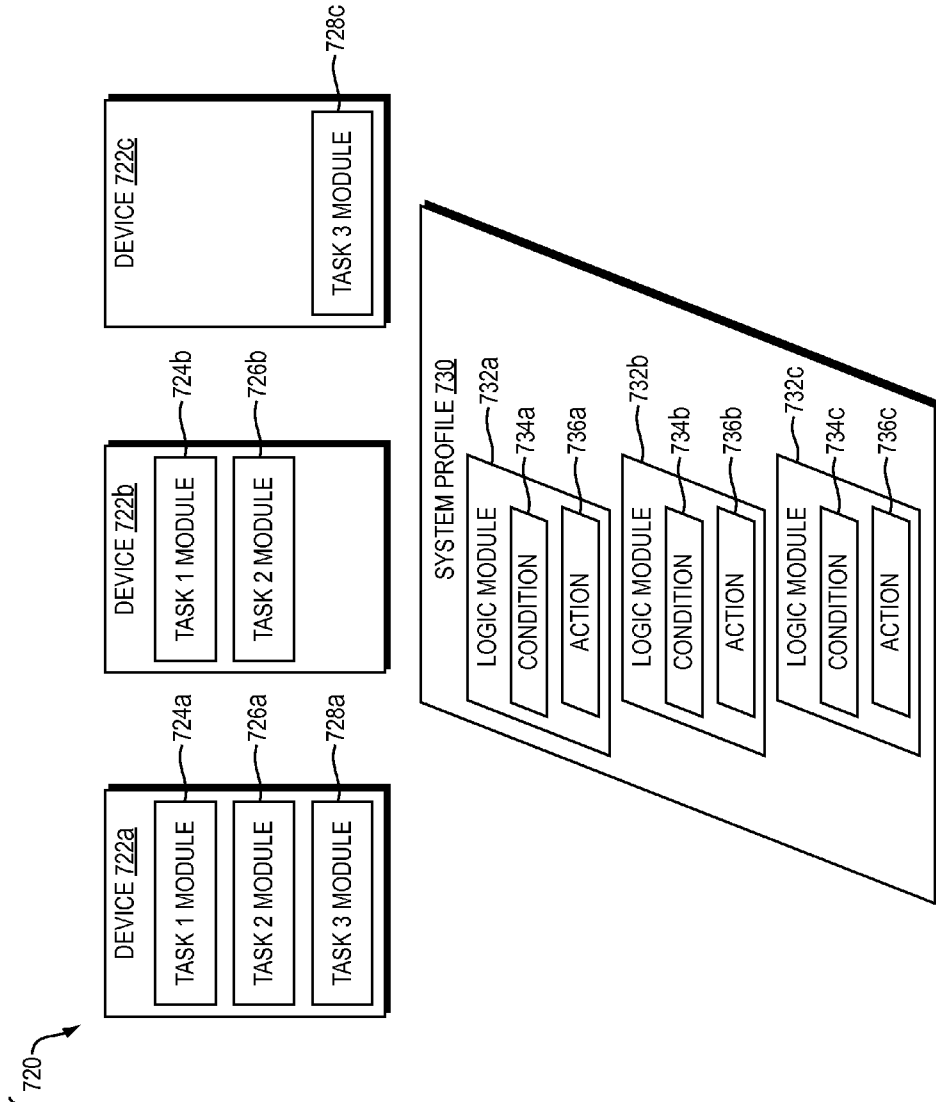 720
DEVICE 722a
TASK 1 MODULE
724a
TASK 2 MODULE
726a
TASK 3 MODULE
728a
DEVICE 722b
TASK 1 MODULE
724b
TASK 2 MODULE
726b
DEVICE 722c
TASK 3 MODULE
728c
SYSTEM PROFILE 730
LOGIC MODULE
732a
CONDITION
734a
ACTION
736a
LOGIC MODULE
732b
CONDITION
734b
ACTION
736b
LOGIC MODULE
732c
CONDITION
734c
ACTION
736c